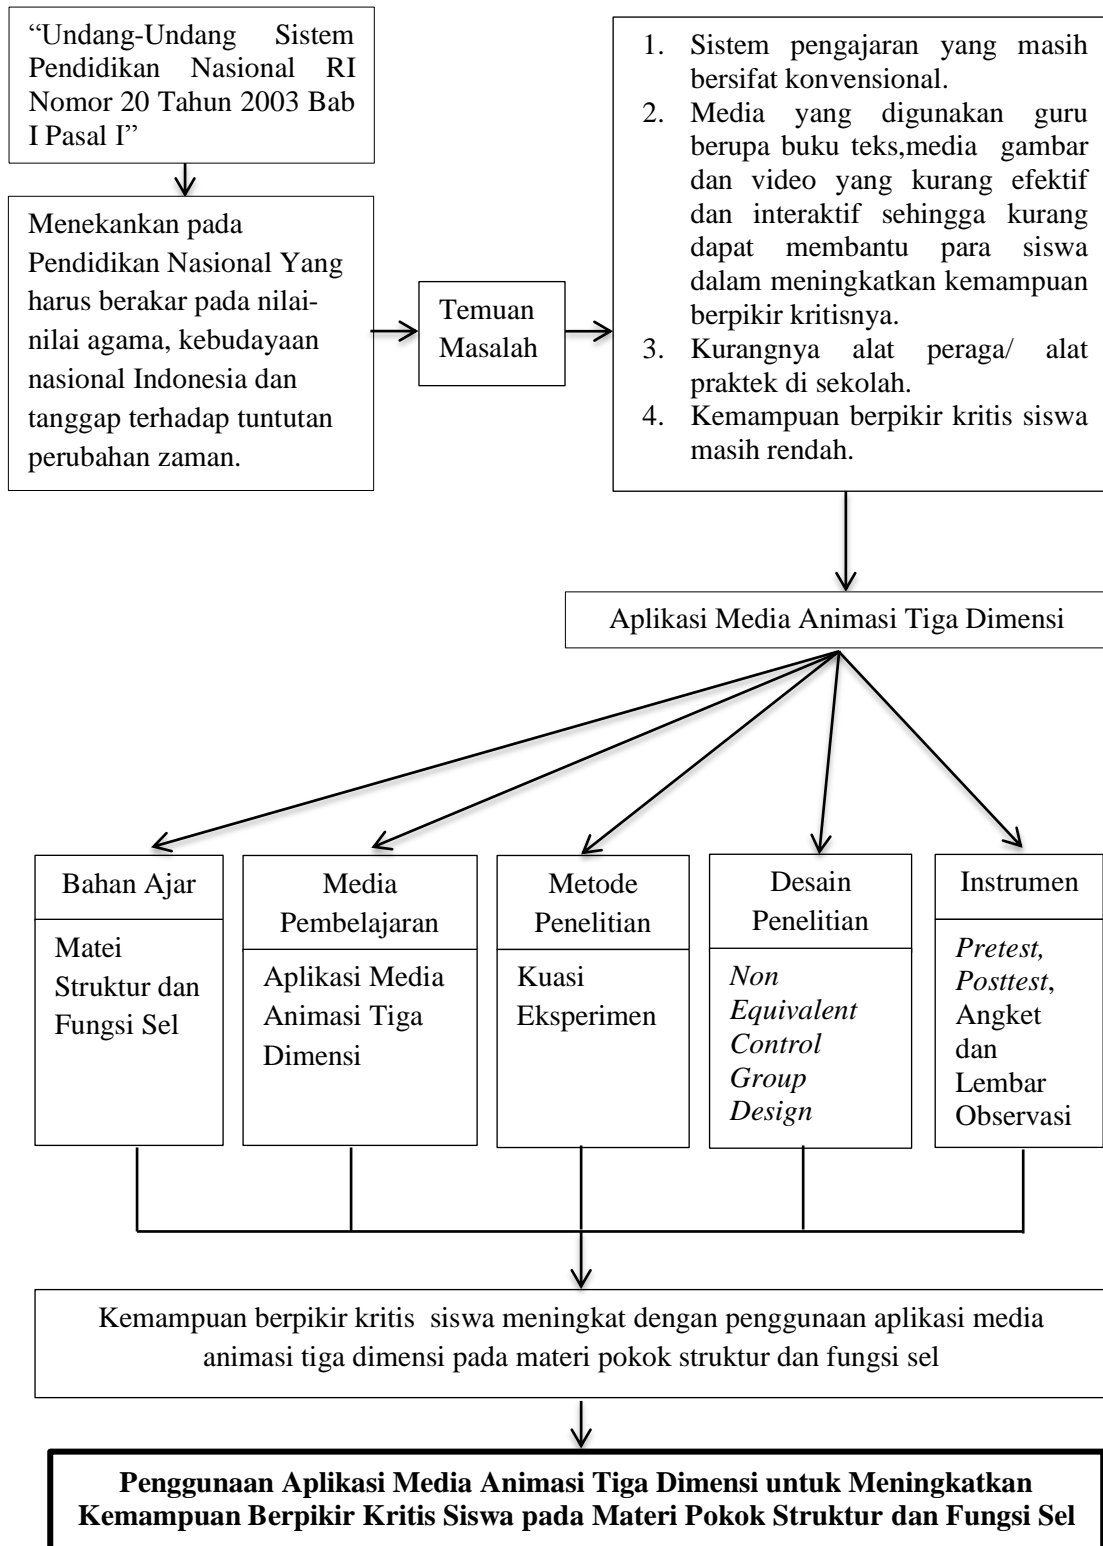 “Undang-Undang Sistem
Pendidikan Nasional RI
Nomor 20 Tahun 2003 Bab
I Pasal I”
Menekankan pada
Pendidikan Nasional Yang
harus berakar pada nilai-
nilai agama, kebudayaan
nasional Indonesia dan
tanggap terhadap tuntutan
perubahan zaman.
Temuan
Masalah
1. Sistem pengajaran yang masih
bersifat konvensional.
2. Media yang digunakan guru
berupa buku teks,media gambar
dan video yang kurang efektif
dan interaktif sehingga kurang
dapat membantu para siswa
dalam meningkatkan kemampuan
berpikir kritisnya.
3. Kurangnya alat peraga/ alat
praktek di sekolah.
4. Kemampuan berpikir kritis siswa
masih rendah.
Aplikasi Media Animasi Tiga Dimensi
Bahan Ajar
Matei
Struktur dan
Fungsi Sel
Media
Pembelajaran
Aplikasi Media
Animasi Tiga
Dimensi
Metode
Penelitian
Kuasi
Eksperimen
Desain
Penelitian
Non
Equivalent
Control
Group
Design
Instrumen
Pretest,
Posttest,
Angket
dan
Lembar
Observasi
Kemampuan berpikir kritis siswa meningkat dengan penggunaan aplikasi media
animasi tiga dimensi pada materi pokok struktur dan fungsi sel
Penggunaan Aplikasi Media Animasi Tiga Dimensi untuk Meningkatkan
Kemampuan Berpikir Kritis Siswa pada Materi Pokok Struktur dan Fungsi Sel